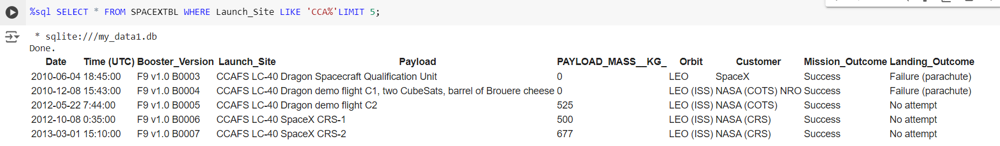 %sql SELECT * FROM SPACEXTBL WHERE Launch_Site LIKE 'CCA%'LIMIT 5;
* sqlite:///my_data1.db
Done.
Date Time (UTC) Booster_Version Launch_Site Payload PAYLOAD_MASS__KG_ Orbit Customer Mission_Outcome Landing_Outcome
2010-06-04 18:45:00 F9 v1.0 B0003 CCAFS LC-40 Dragon Spacecraft Qualification Unit 0 LEO SpaceX Success Failure (parachute)
2010-12-08 15:43:00 F9 v1.0 B0004 CCAFS LC-40 Dragon demo flight C1, two CubeSats, barrel of Brouere cheese 0 LEO (ISS) NASA (COTS) NRO Success Failure (parachute)
2012-05-22 7:44:00 F9 v1.0 B0005 CCAFS LC-40 Dragon demo flight C2 525 LEO (ISS) NASA (COTS) Success No attempt
2012-10-08 0:35:00 F9 v1.0 B0006 CCAFS LC-40 SpaceX CRS-1 500 LEO (ISS) NASA (CRS) Success No attempt
2013-03-01 15:10:00 F9 v1.0 B0007 CCAFS LC-40 SpaceX CRS-2 677 LEO (ISS) NASA (CRS) Success No attempt